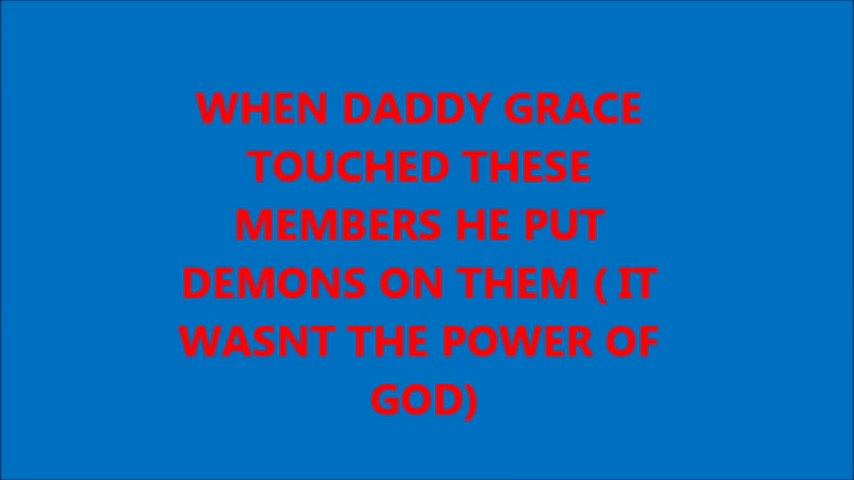 WHEN DADDY GRACE
TOUCHED THESE
MEMBERS HE PUT
DEMONS ON THEM ( IT
WASNT THE POWER OF
GOD)